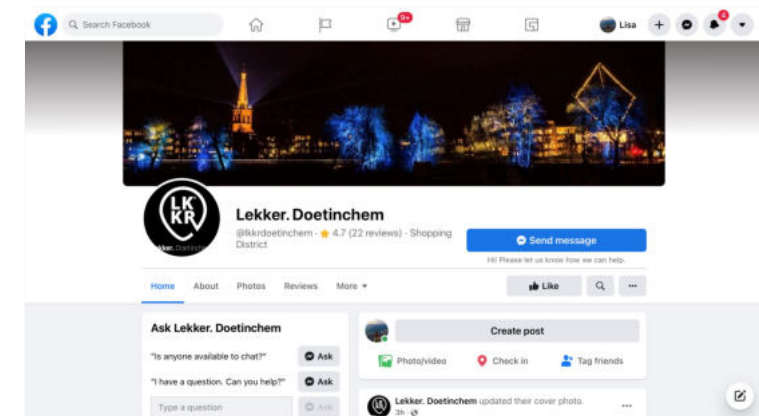 Search Facebook
9+
Lisa
4
LK
KR
Lekker. Doetinchem
Lekker. Doetinchem
@lkkrdoetinchem · 4.7 (22 reviews) · Shopping
District
Send message
Hi! Please let us know how we can help.
Home About Photos Reviews More
Like
Ask Lekker. Doetinchem
"Is anyone available to chat?" Ask
"I have a question. Can you help?" Ask
Type a question Ask
Create post
Photo/video Check in Tag friends
Lekker. Doetinchem updated their cover photo.
3h ·